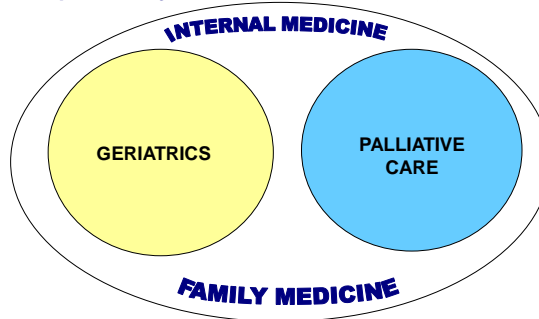 INTERNAL MEDICINE
GERIATRICS
PALLIATIVE
CARE
FAMILY MEDICINE